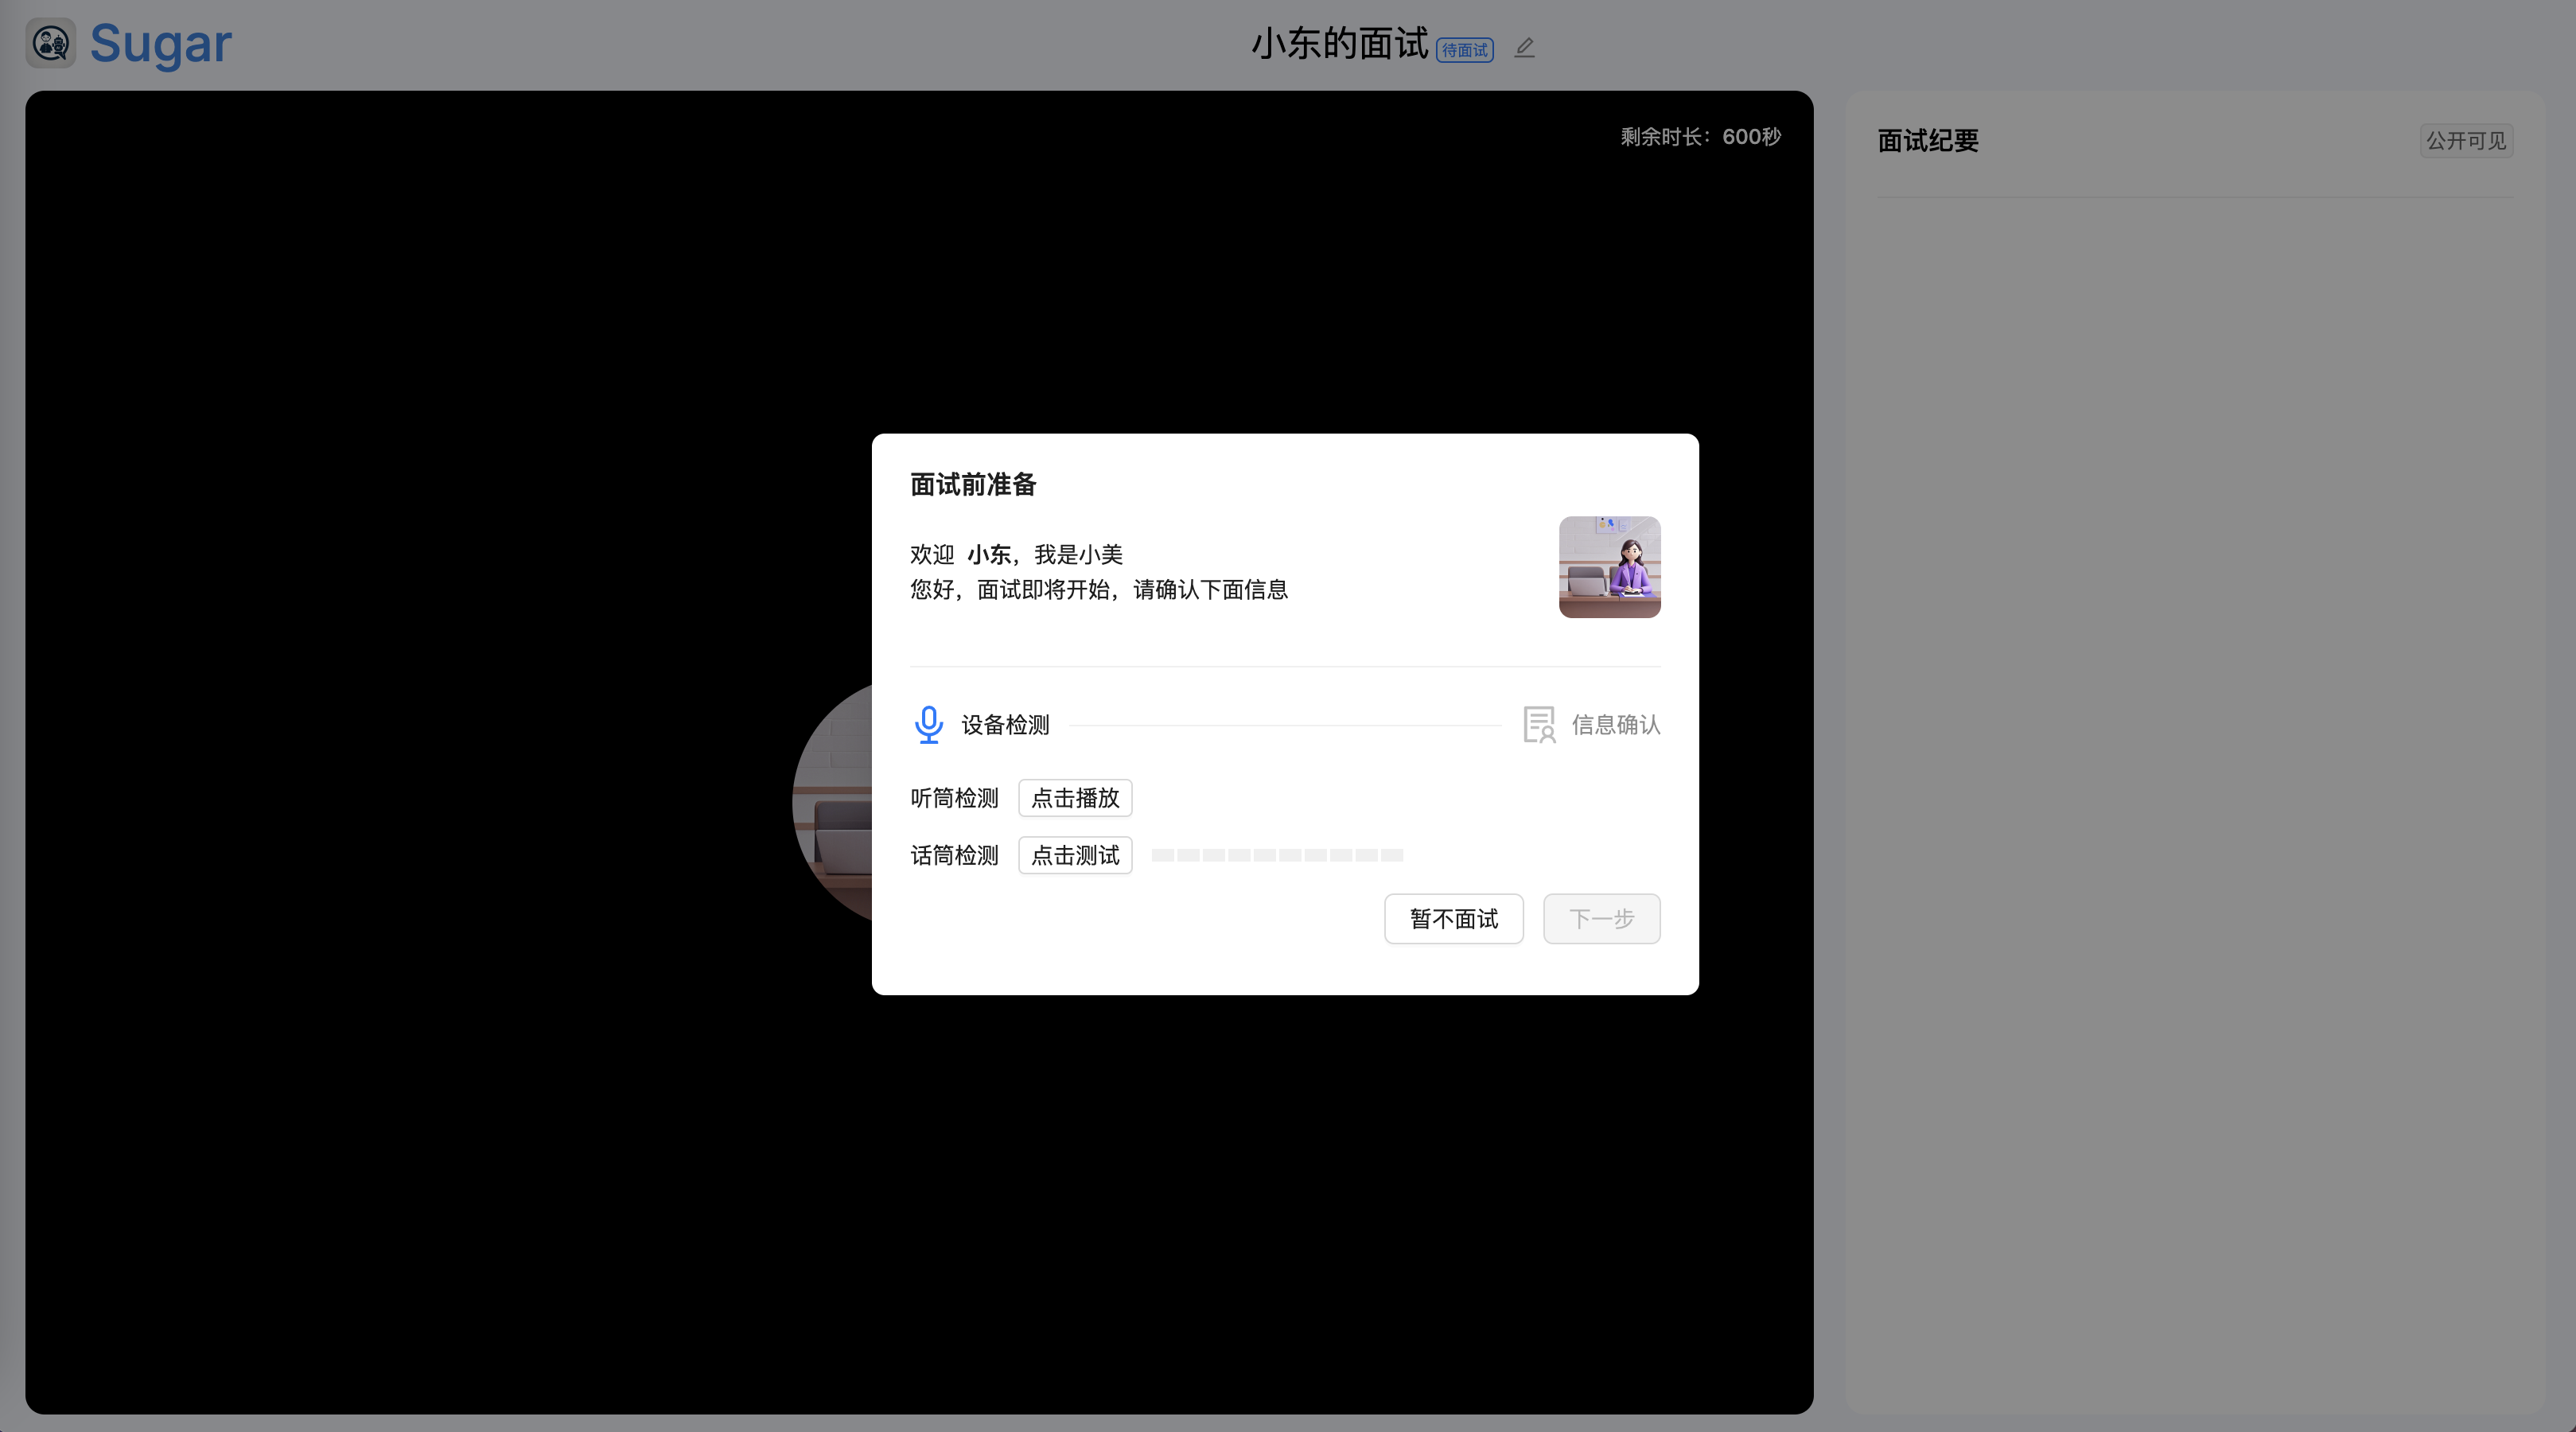 Sugar
小东的面试 待面试
剩余时长：600秒
面试纪要
公开可见
面试前准备
欢迎 小东，我是小美
您好，面试即将开始，请确认下面信息
设备检测
信息确认
听筒检测 点击播放
话筒检测 点击测试
暂不面试 下一步